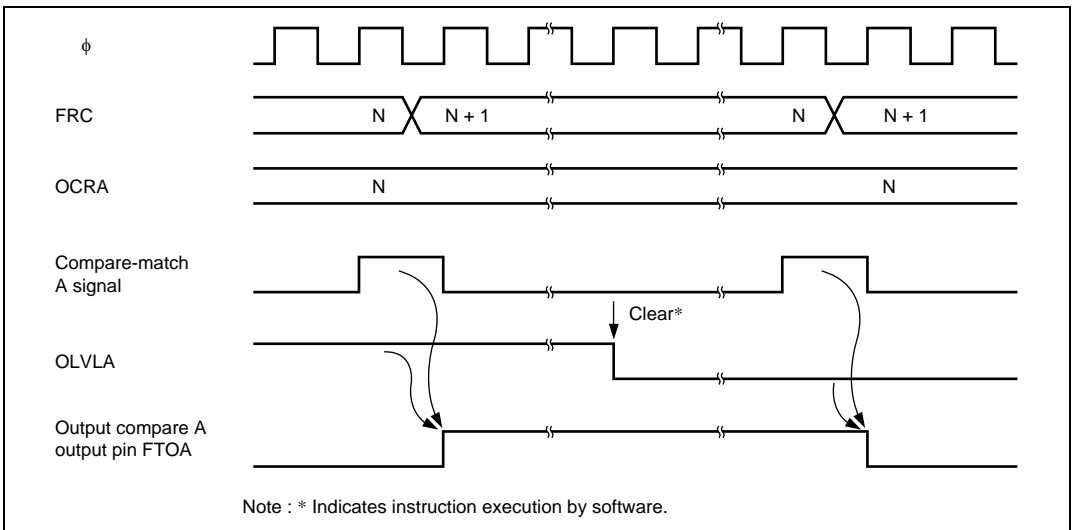 ϕ
FRC
N
N + 1
N
N + 1
OCRA
N
N
Compare-match
A signal
Clear*
OLVLA
Output compare A
output pin FTOA
Note : * Indicates instruction execution by software.